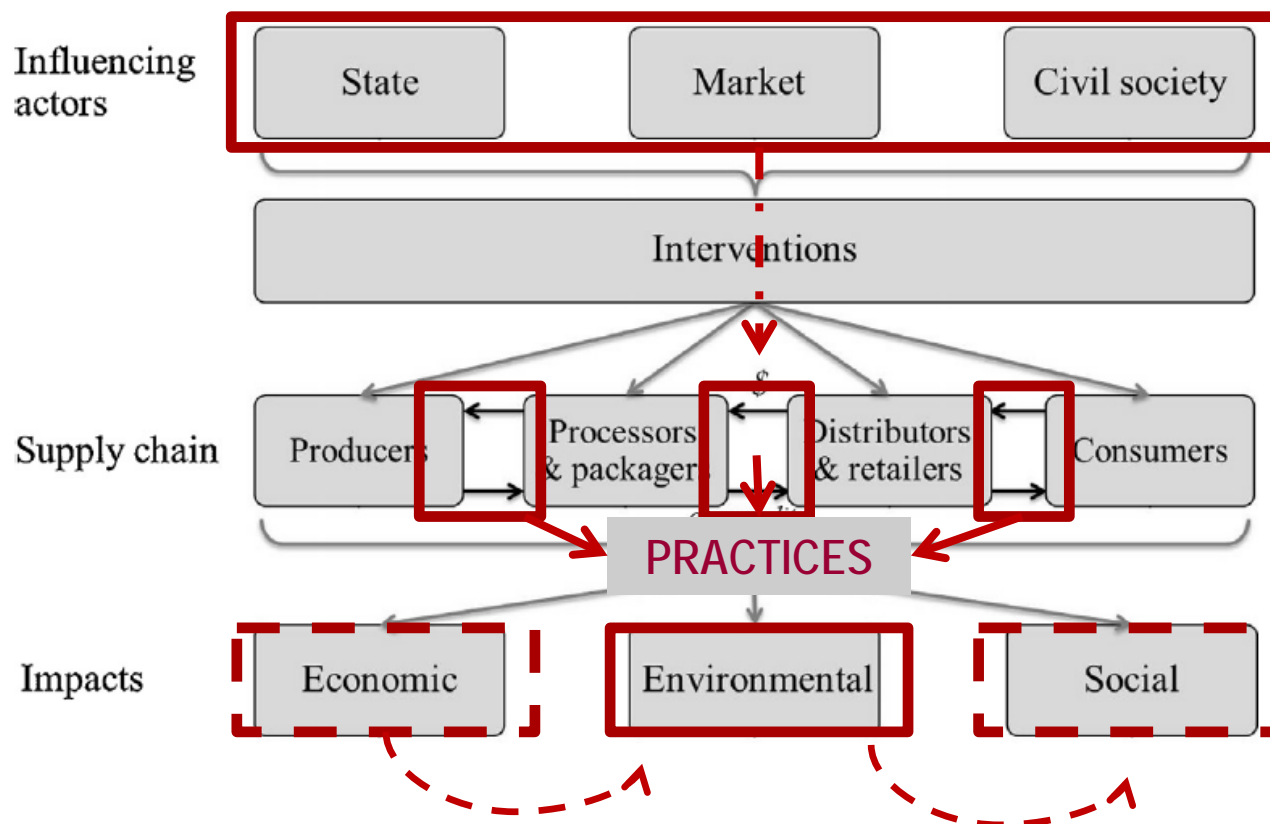 Influencing
actors
State
Market
Civil society
Interventions
$
Supply chain
Producers
Processors
& packagers
Distributors
& retailers
Consumers
PRACTICES
Impacts
Economic
Environmental
Social